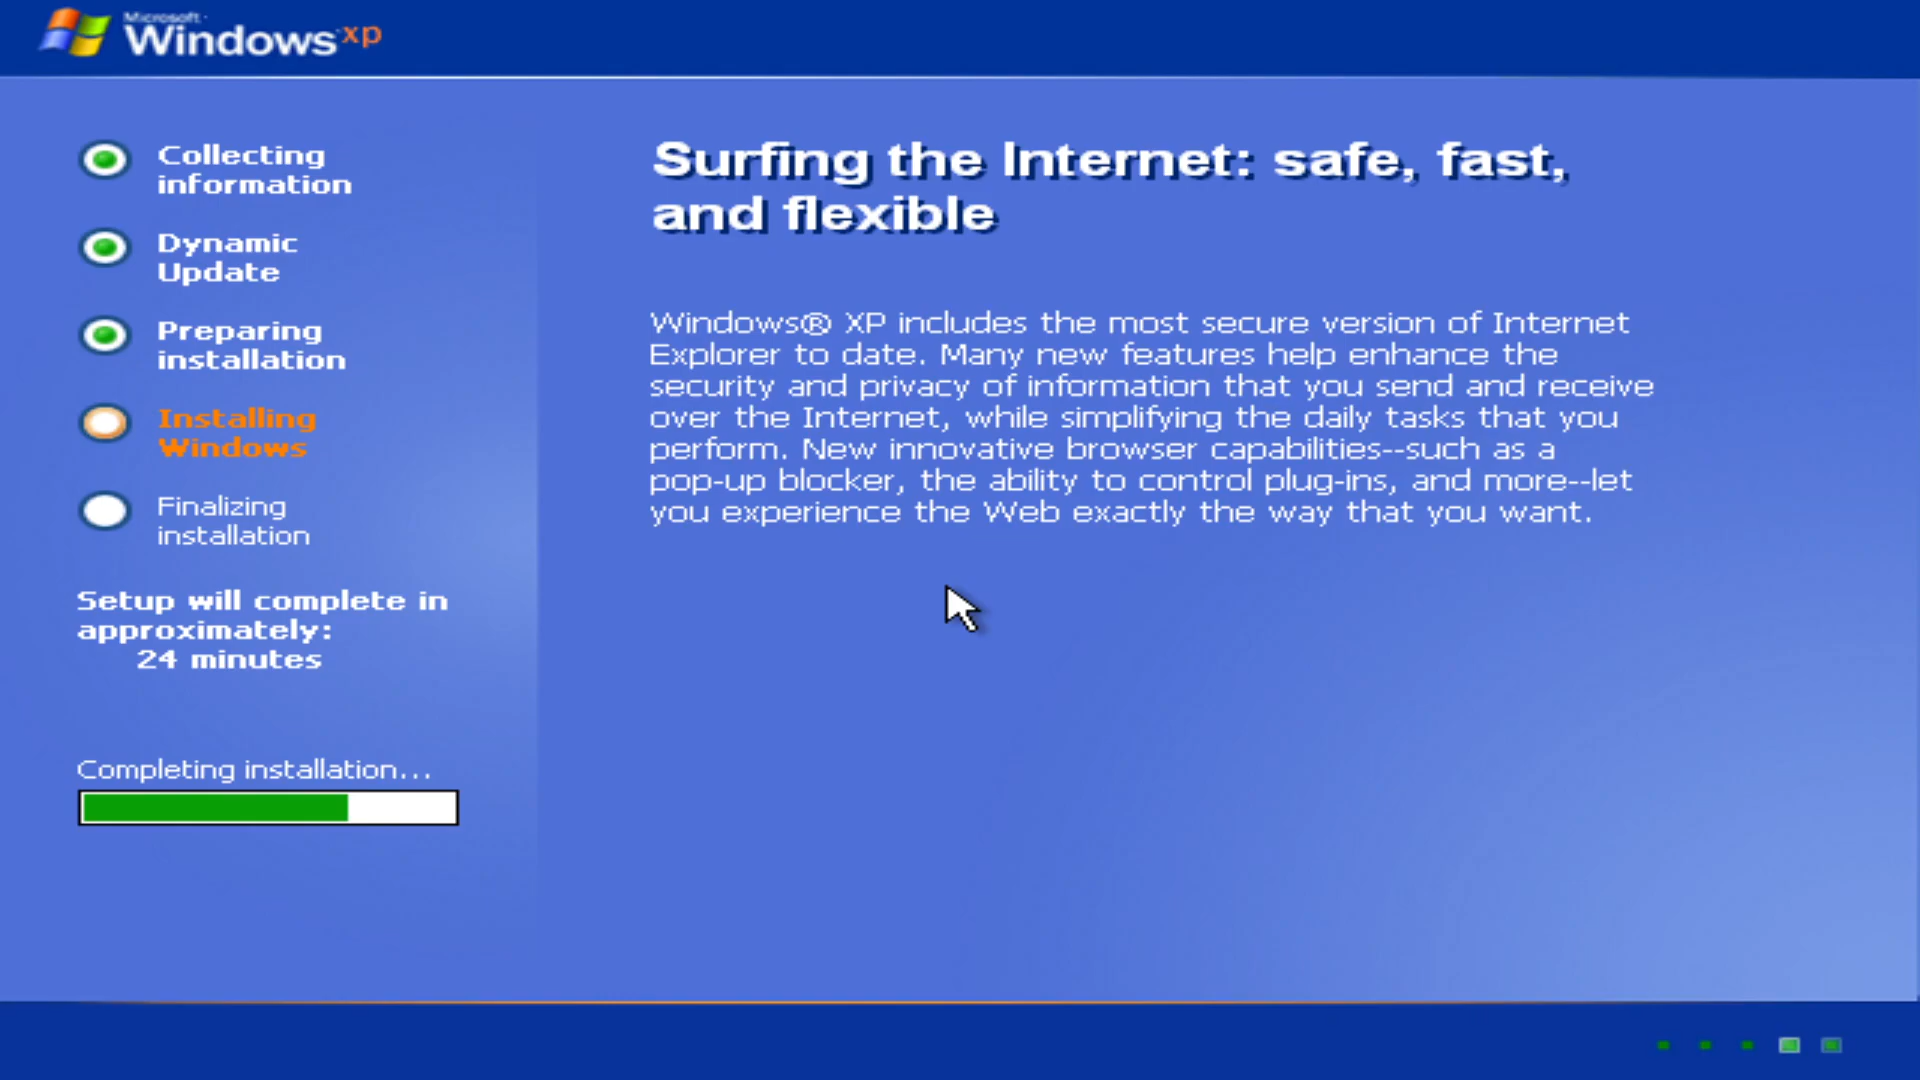 Microsoft®
Windows xp
Collecting
information
Dynamic
Update
Preparing
installation
Installing
Windows
Finalizing
installation
Setup will complete in
approximately:
24 minutes
Completing installation...
Surfing the Internet: safe, fast,
and flexible
Windows® XP includes the most secure version of Internet
Explorer to date. Many new features help enhance the
security and privacy of information that you send and receive
over the Internet, while simplifying the daily tasks that you
perform. New innovative browser capabilities--such as a
pop-up blocker, the ability to control plug-ins, and more--let
you experience the Web exactly the way that you want.